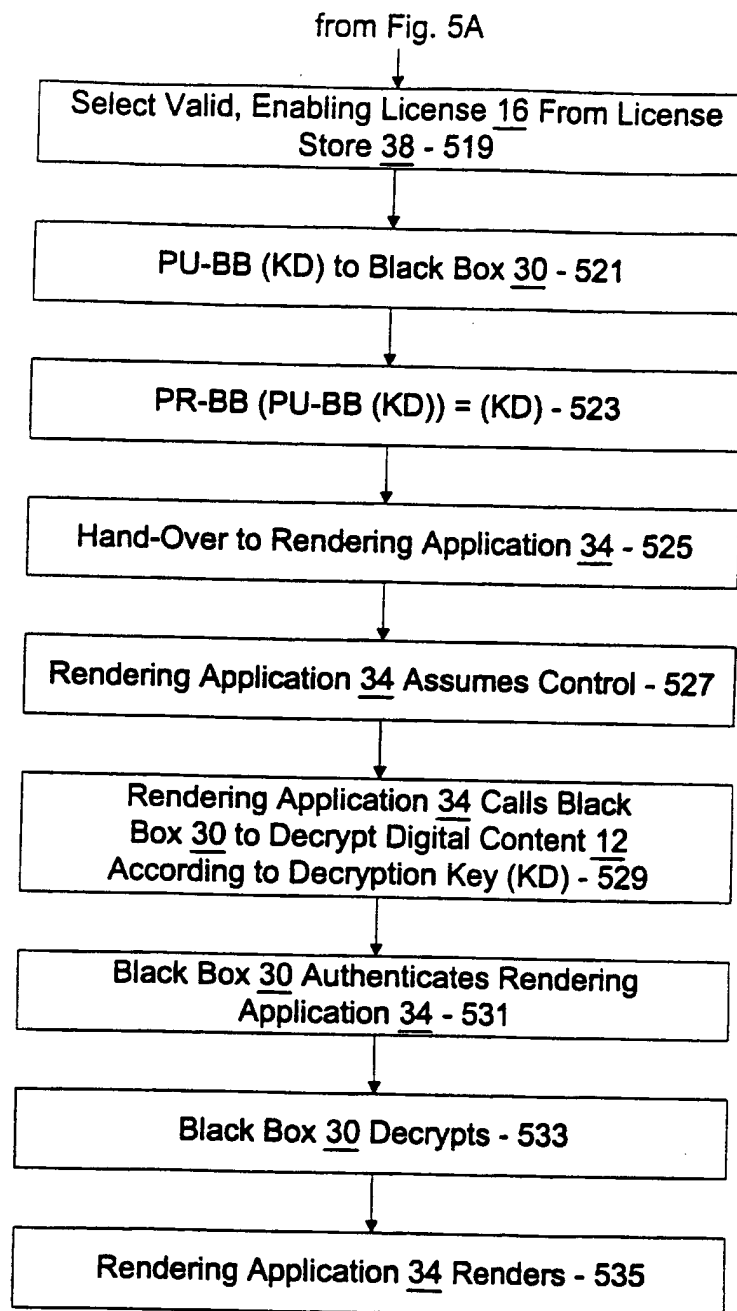 from Fig. 5A
Select Valid, Enabling License 16 From License
Store 38 - 519
PU-BB (KD) to Black Box 30 - 521
PR-BB (PU-BB (KD)) = (KD) - 523
Hand-Over to Rendering Application 34 - 525
Rendering Application 34 Assumes Control - 527
Rendering Application 34 Calls Black
Box 30 to Decrypt Digital Content 12
According to Decryption Key (KD) - 529
Black Box 30 Authenticates Rendering
Application 34 - 531
Black Box 30 Decrypts - 533
Rendering Application 34 Renders - 535